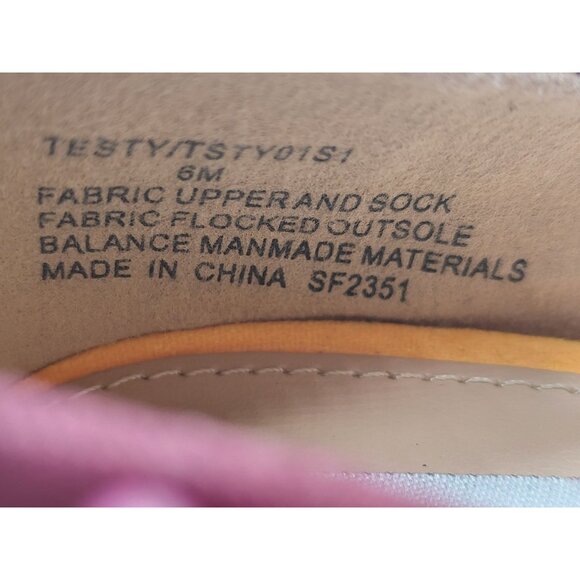 TESTY/TSTY01S1
6M
FABRIC UPPER AND SOCK
FABRIC FLOCKED OUTSOLE
BALANCE MANMADE MATERIALS
MADE IN CHINA SF2351